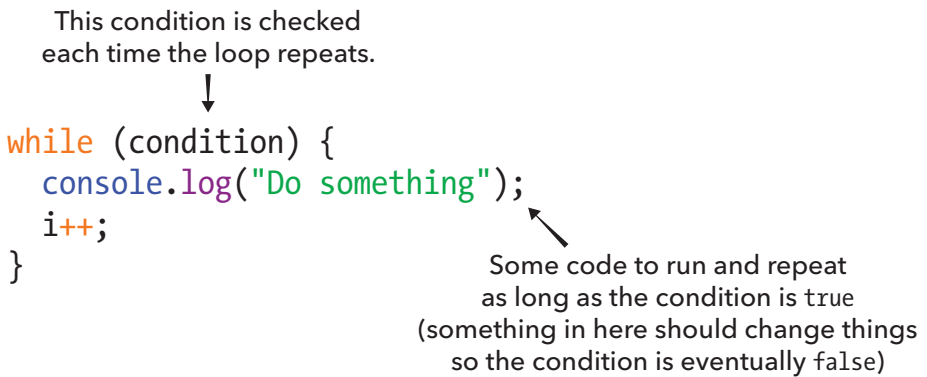 This condition is checked
each time the loop repeats.
while (condition) {
  console.log("Do something");
  i++;
}
Some code to run and repeat
as long as the condition is true
(something in here should change things
so the condition is eventually false)